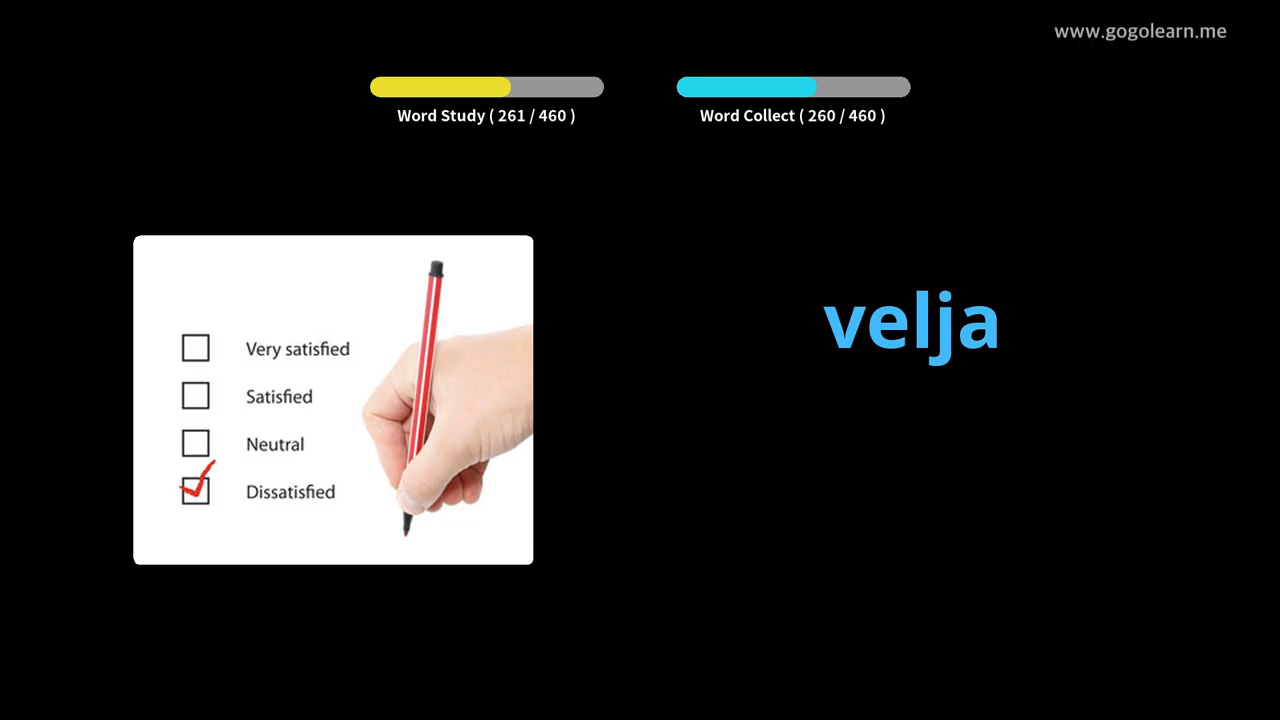 www.gogolearn.me
Word Study ( 261 / 460 )
Word Collect ( 260 / 460 )
Very satisfied
Satisfied
Neutral
Dissatisfied
velja